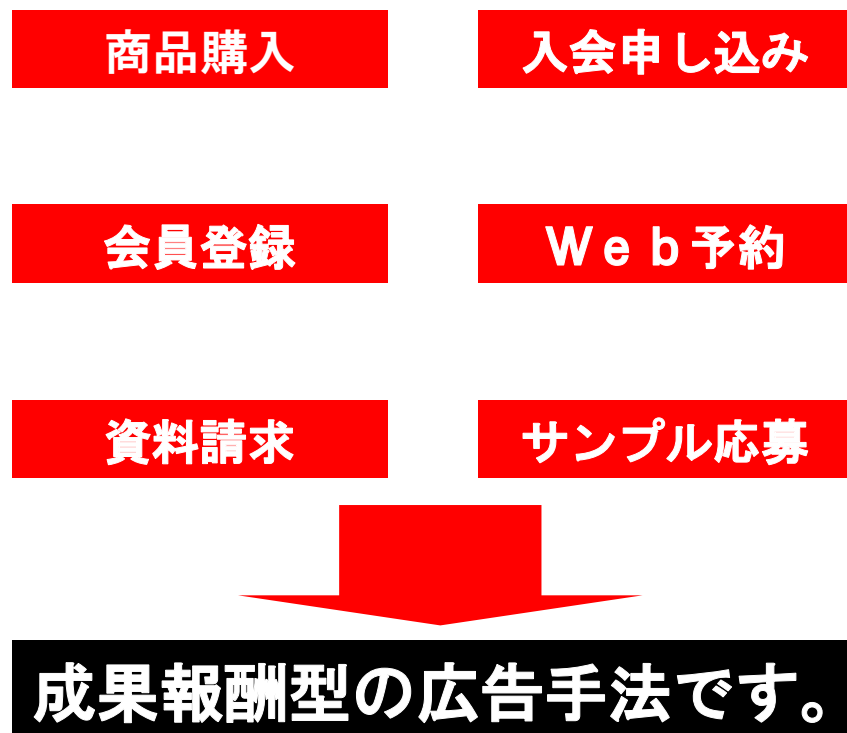 商品購入
入会申し込み
会員登録
Ｗｅｂ予約
資料請求
サンプル応募
成果報酬型の広告手法です。